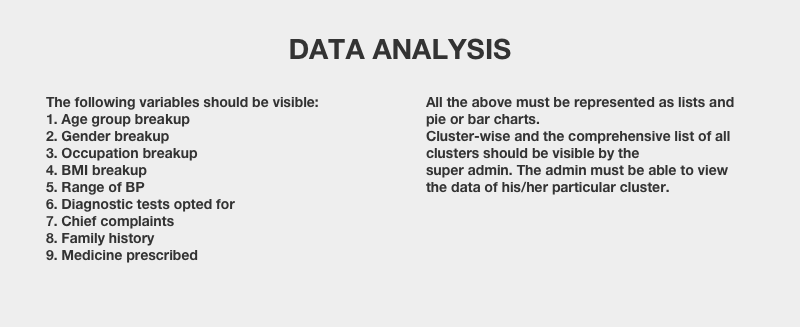 DATA ANALYSIS
The following variables should be visible:
1. Age group breakup
2. Gender breakup
3. Occupation breakup
4. BMI breakup
5. Range of BP
6. Diagnostic tests opted for
7. Chief complaints
8. Family history
9. Medicine prescribed
All the above must be represented as lists and
pie or bar charts.
Cluster-wise and the comprehensive list of all
clusters should be visible by the
super admin. The admin must be able to view
the data of his/her particular cluster.